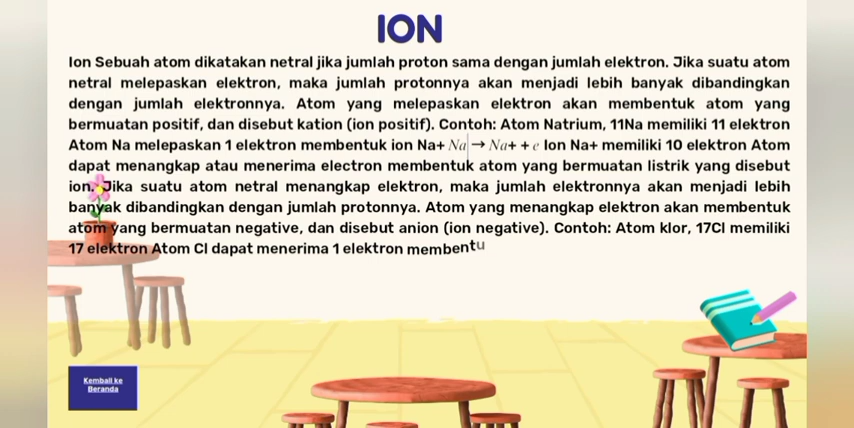 ION
Ion Sebuah atom dikatakan netral jika jumlah proton sama dengan jumlah elektron. Jika suatu atom
netral melepaskan elektron, maka jumlah protonnya akan menjadi lebih banyak dibandingkan
dengan jumlah elektronnya. Atom yang melepaskan elektron akan membentuk atom yang
bermuatan positif, dan disebut kation (ion positif). Contoh: Atom Natrium, 11Na memiliki 11 elektron
Atom Na melepaskan 1 elektron membentuk ion Na+ Na → Na+ + e Ion Na+ memiliki 10 elektron Atom
dapat menangkap atau menerima electron membentuk atom yang bermuatan listrik yang disebut
ion. Jika suatu atom netral menangkap elektron, maka jumlah elektronnya akan menjadi lebih
banyak dibandingkan dengan jumlah protonnya. Atom yang menangkap elektron akan membentuk
atom yang bermuatan negative, dan disebut anion (ion negative). Contoh: Atom klor, 17Cl memiliki
17 elektron Atom Cl dapat menerima 1 elektron membentu
Kembali ke
Beranda